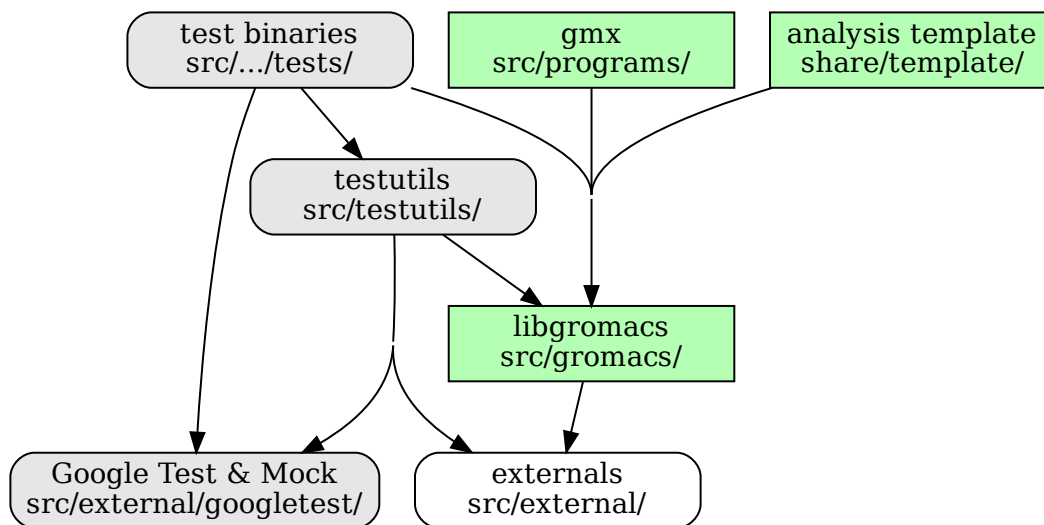 test binaries
src/.../tests/
gmx
src/programs/
analysis template
share/template/
testutils
src/testutils/
libgromacs
src/gromacs/
Google Test & Mock
src/external/googletest/
externals
src/external/